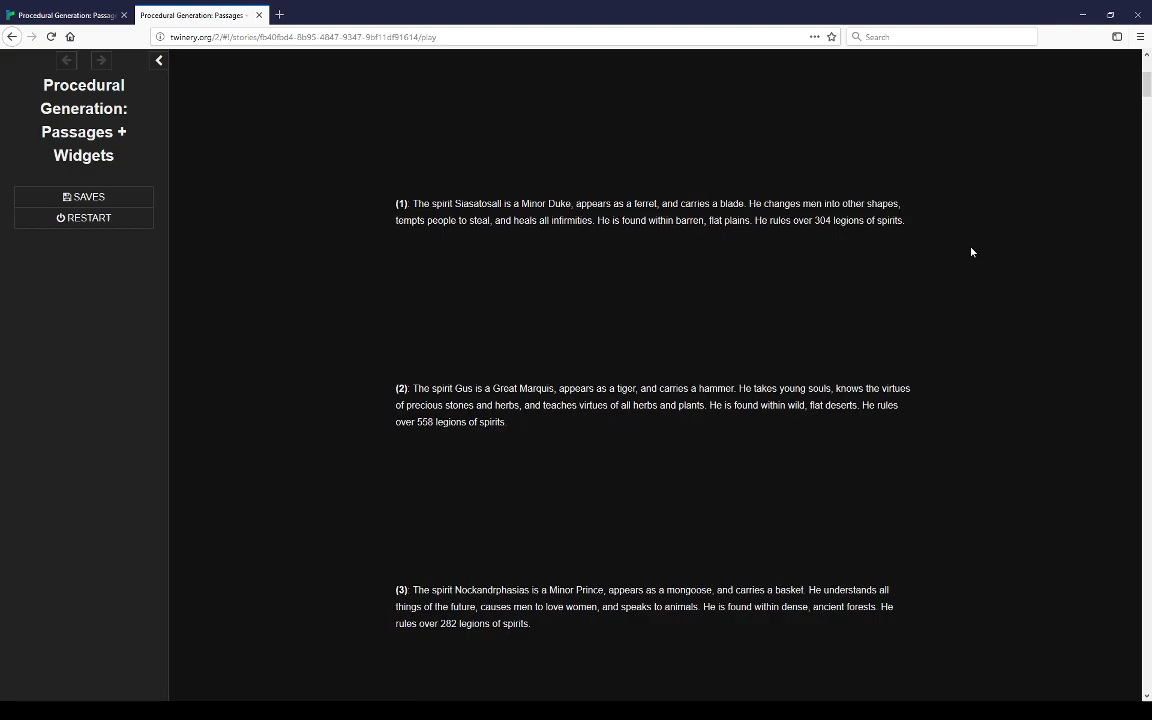 Procedural Generation: Passag
Procedural Generation: Passages -
twinery.org/2/#!/stories/fb40fbd4-8b95-4847-9347-9bf11df91614/play
Search
Procedural
Generation:
Passages +
Widgets
SAVES
RESTART
(1): The spirit Siasatosall is a Minor Duke, appears as a ferret, and carries a blade. He changes men into other shapes,
tempts people to steal, and heals all infirmities. He is found within barren, flat plains. He rules over 304 legions of spirits.
(2): The spirit Gus is a Great Marquis, appears as a tiger, and carries a hammer. He takes young souls, knows the virtues
of precious stones and herbs, and teaches virtues of all herbs and plants. He is found within wild, flat deserts. He rules
over 558 legions of spirits.
(3): The spirit Nockandrphasias is a Minor Prince, appears as a mongoose, and carries a basket. He understands all
things of the future, causes men to love women, and speaks to animals. He is found within dense, ancient forests. He
rules over 282 legions of spirits.